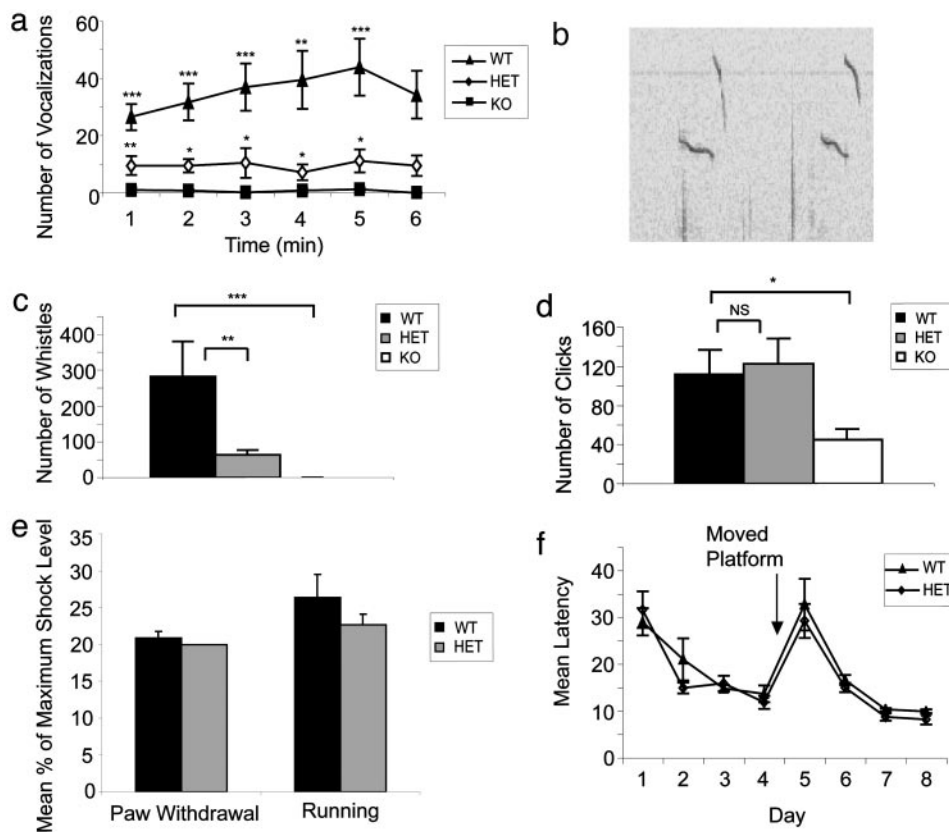 a
60
40
20
0
Number of Vocalizations
***
***
***
**
***
**
*
*
*
*
1 2 3 4 5 6
Time (min)
WT
HET
KO
b
c
400
300
200
100
0
Number of Whistles
***
**
WT
HET
KO
d
160
120
80
40
0
Number of Clicks
*
NS
WT
HET
KO
e
35
30
25
20
15
10
5
0
Mean % of Maximum Shock Level
Paw Withdrawal Running
WT
HET
f
40
30
20
10
0
Mean Latency
Moved
Platform
WT
HET
1 2 3 4 5 6 7 8
Day